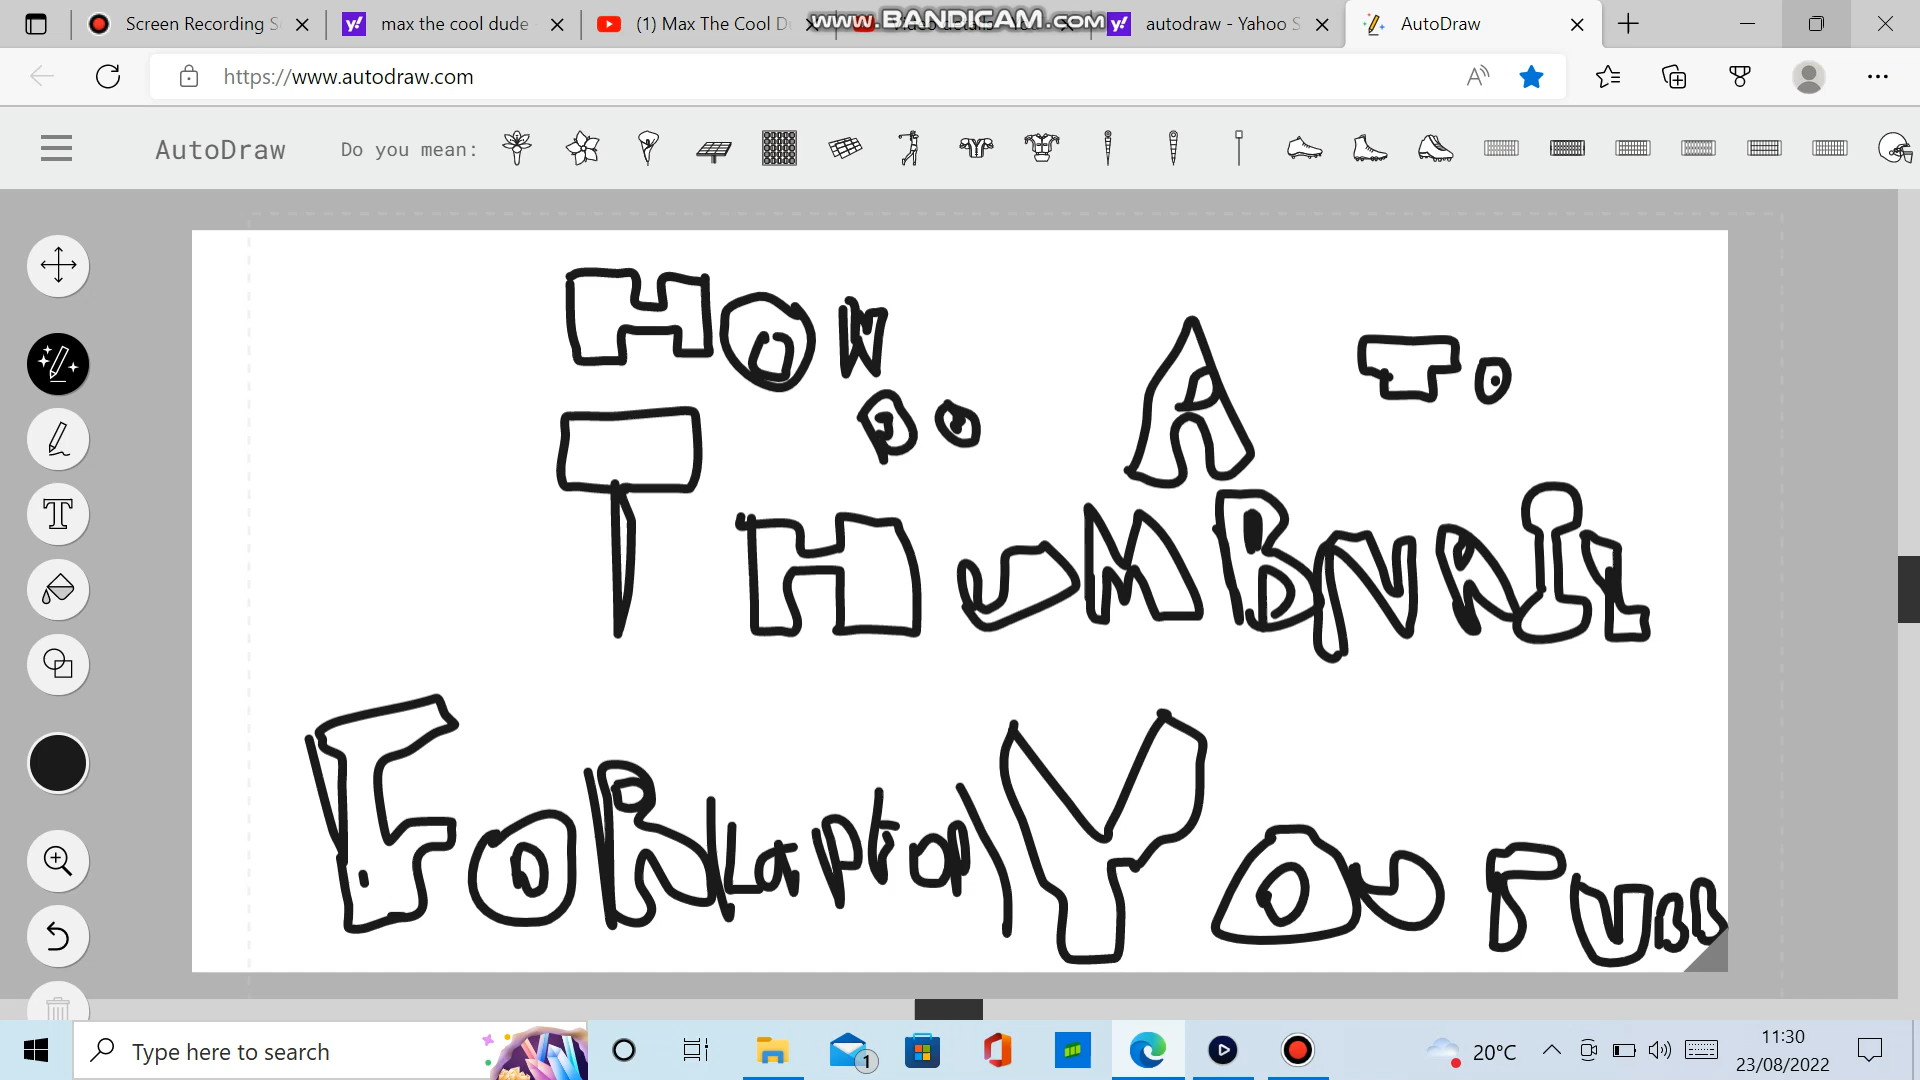 Screen Recording S
max the cool dude
(1) Max The Cool D
www.BANDICAM.com
autodraw - Yahoo S
AutoDraw
https://www.autodraw.com
AutoDraw
Do you mean:
HOW TO
DO A
THUMBNAIL
FOR Laptop YOU
Type here to search
1
20°C
11:30
23/08/2022